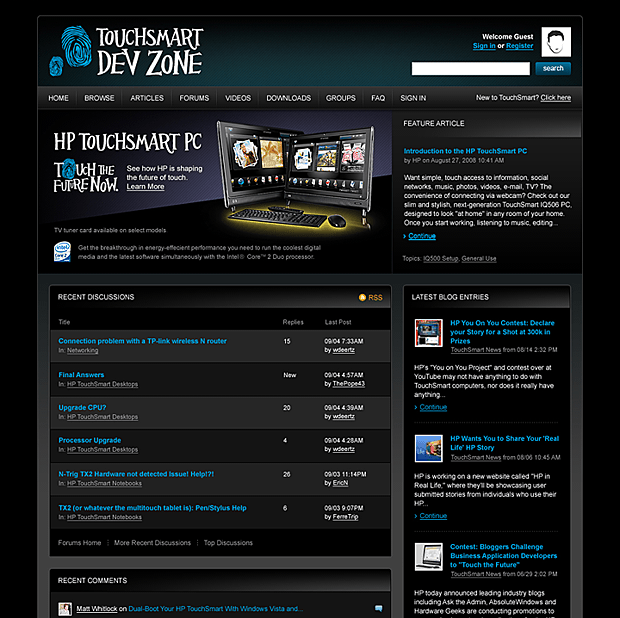 TOUCHSMART
DEV ZONE
Welcome Guest
Sign in or Register
search
HOME BROWSE ARTICLES FORUMS VIDEOS DOWNLOADS GROUPS FAQ SIGN IN New to TouchSmart? Click here
HP TOUCHSMART PC
TOUCH THE
FUTURE NOW.
See how HP is shaping
the future of touch.
Learn More
TV tuner card available on select models
Get the breakthrough in energy-effecient performance you need to run the coolest digital
media and the latest software simultaneously with the Intel® Core™ 2 Duo processor.
FEATURE ARTICLE
Introduction to the HP TouchSmart PC
by HP on August 27, 2008 10:41 AM
Want simple, touch access to information, social
networks, music, photos, videos, e-mail, TV? The
convenience of connecting via webcam? Check out our
slim and stylish, next-generation TouchSmart IQ506 PC,
designed to look "at home" in any room of your home.
Once you start working, listening to music, editing...
› Continue
Topics: IQ500 Setup, General Use
RECENT DISCUSSIONS RSS
Title Replies Last Post
Connection problem with a TP-link wireless N router 15 09/04 7:33AM
In: Networking by wdeertz
Final Answers New 09/04 4:57AM
In: HP TouchSmart Desktops by ThePope43
Upgrade CPU? 20 09/04 4:39AM
In: HP TouchSmart Desktops by wdeertz
Processor Upgrade 4 09/04 4:28AM
In: HP TouchSmart Desktops by wdeertz
N-Trig TX2 Hardware not detected Issue! Help!?! 26 09/03 11:14PM
In: HP TouchSmart Notebooks by EricN
TX2 (or whatever the multitouch tablet is): Pen/Stylus Help 6 09/03 9:07PM
In: HP TouchSmart Notebooks by FerreTrip
Forums Home More Recent Discussions Top Discussions
RECENT COMMENTS
Matt Whitlock on Dual-Boot Your HP TouchSmart With Windows Vista and...
LATEST BLOG ENTRIES
HP You On You Contest: Declare
your Story for a Shot at 300k in
Prizes
TouchSmart News from 08/14 2:32 PM
HP's "You on You Project" and contest over at
YouTube may not have anything to do with
TouchSmart computers, nor does it really have
anything...
› Continue
HP Wants You to Share Your 'Real
Life' HP Story
TouchSmart News from 08/06 10:45 AM
HP is working on a new website called "HP in
Real Life," where they'll be showcasing user
submitted stories from individuals who use their
HP...
› Continue
Contest: Bloggers Challenge
Business Application Developers
to "Touch the Future"
TouchSmart News from 06/29 2:02 PM
HP today announced leading industry blogs
including Ask the Admin, AbsoluteWindows and
Hardware Geeks are conducting promotions to